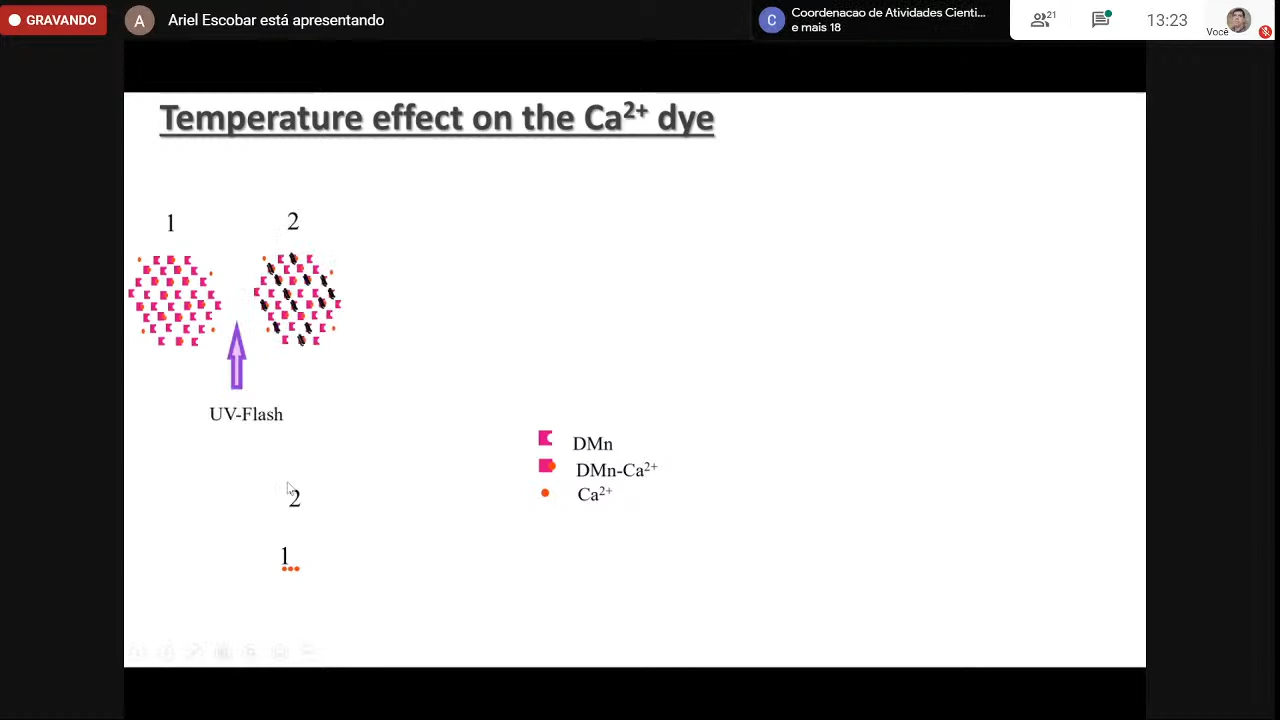 GRAVANDO
A
Ariel Escobar está apresentando
C
Coordenacao de Atividades Cienti...
e mais 18
21
13:23
Você
Temperature effect on the Ca²⁺ dye
1
2
UV-Flash
DMn
DMn-Ca²⁺
Ca²⁺
2
1